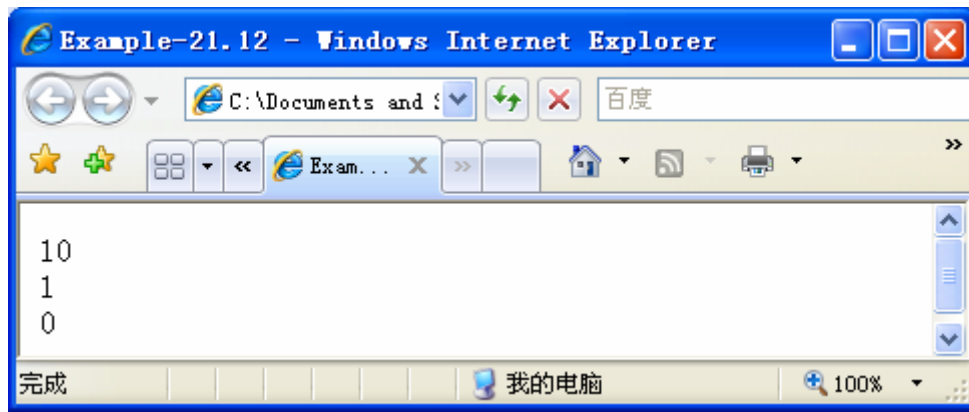 Example-21.12 - Windows Internet Explorer
C:\Documents and S
百度
Exam...
10
1
0
完成
我的电脑
100%